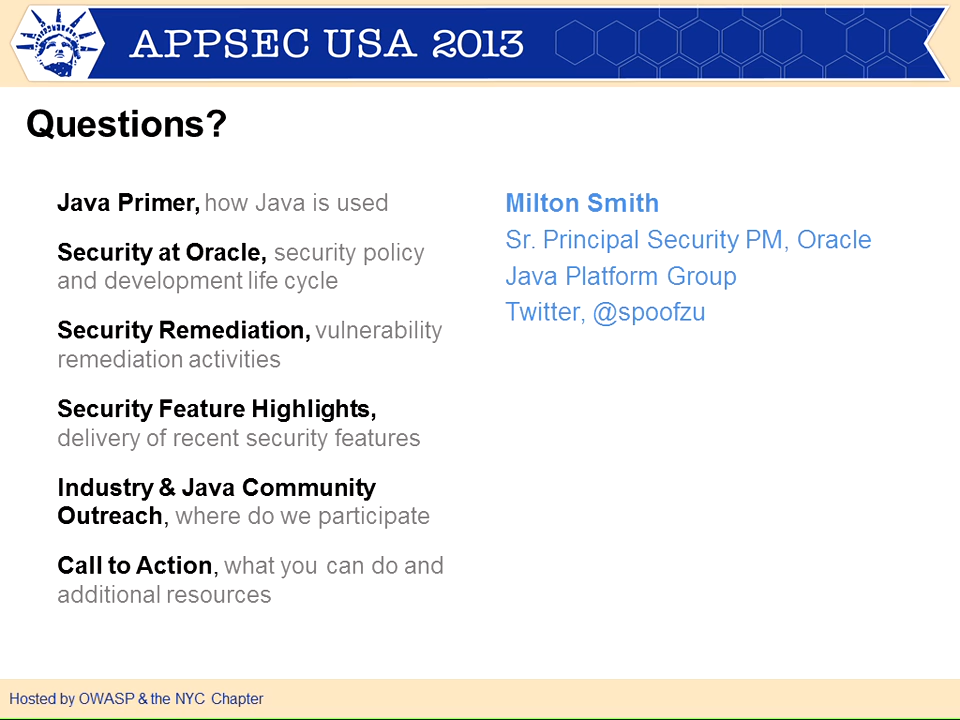 APPSEC USA 2013
Questions?
Java Primer, how Java is used
Security at Oracle, security policy
and development life cycle
Security Remediation, vulnerability
remediation activities
Security Feature Highlights,
delivery of recent security features
Industry & Java Community
Outreach, where do we participate
Call to Action, what you can do and
additional resources
Milton Smith
Sr. Principal Security PM, Oracle
Java Platform Group
Twitter, @spoofzu
Hosted by OWASP & the NYC Chapter